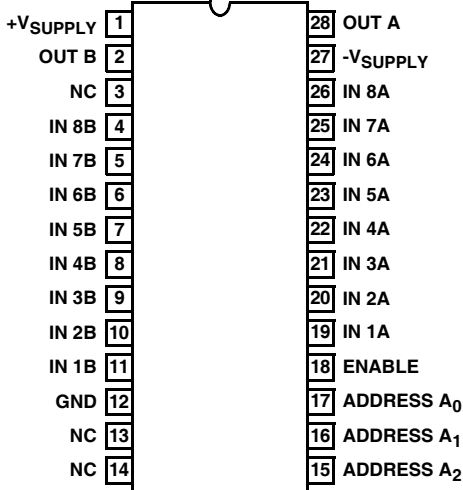 +VSUPPLY 1 28 OUT A
OUT B 2 27 -VSUPPLY
NC 3 26 IN 8A
IN 8B 4 25 IN 7A
IN 7B 5 24 IN 6A
IN 6B 6 23 IN 5A
IN 5B 7 22 IN 4A
IN 4B 8 21 IN 3A
IN 3B 9 20 IN 2A
IN 2B 10 19 IN 1A
IN 1B 11 18 ENABLE
GND 12 17 ADDRESS A0
NC 13 16 ADDRESS A1
NC 14 15 ADDRESS A2